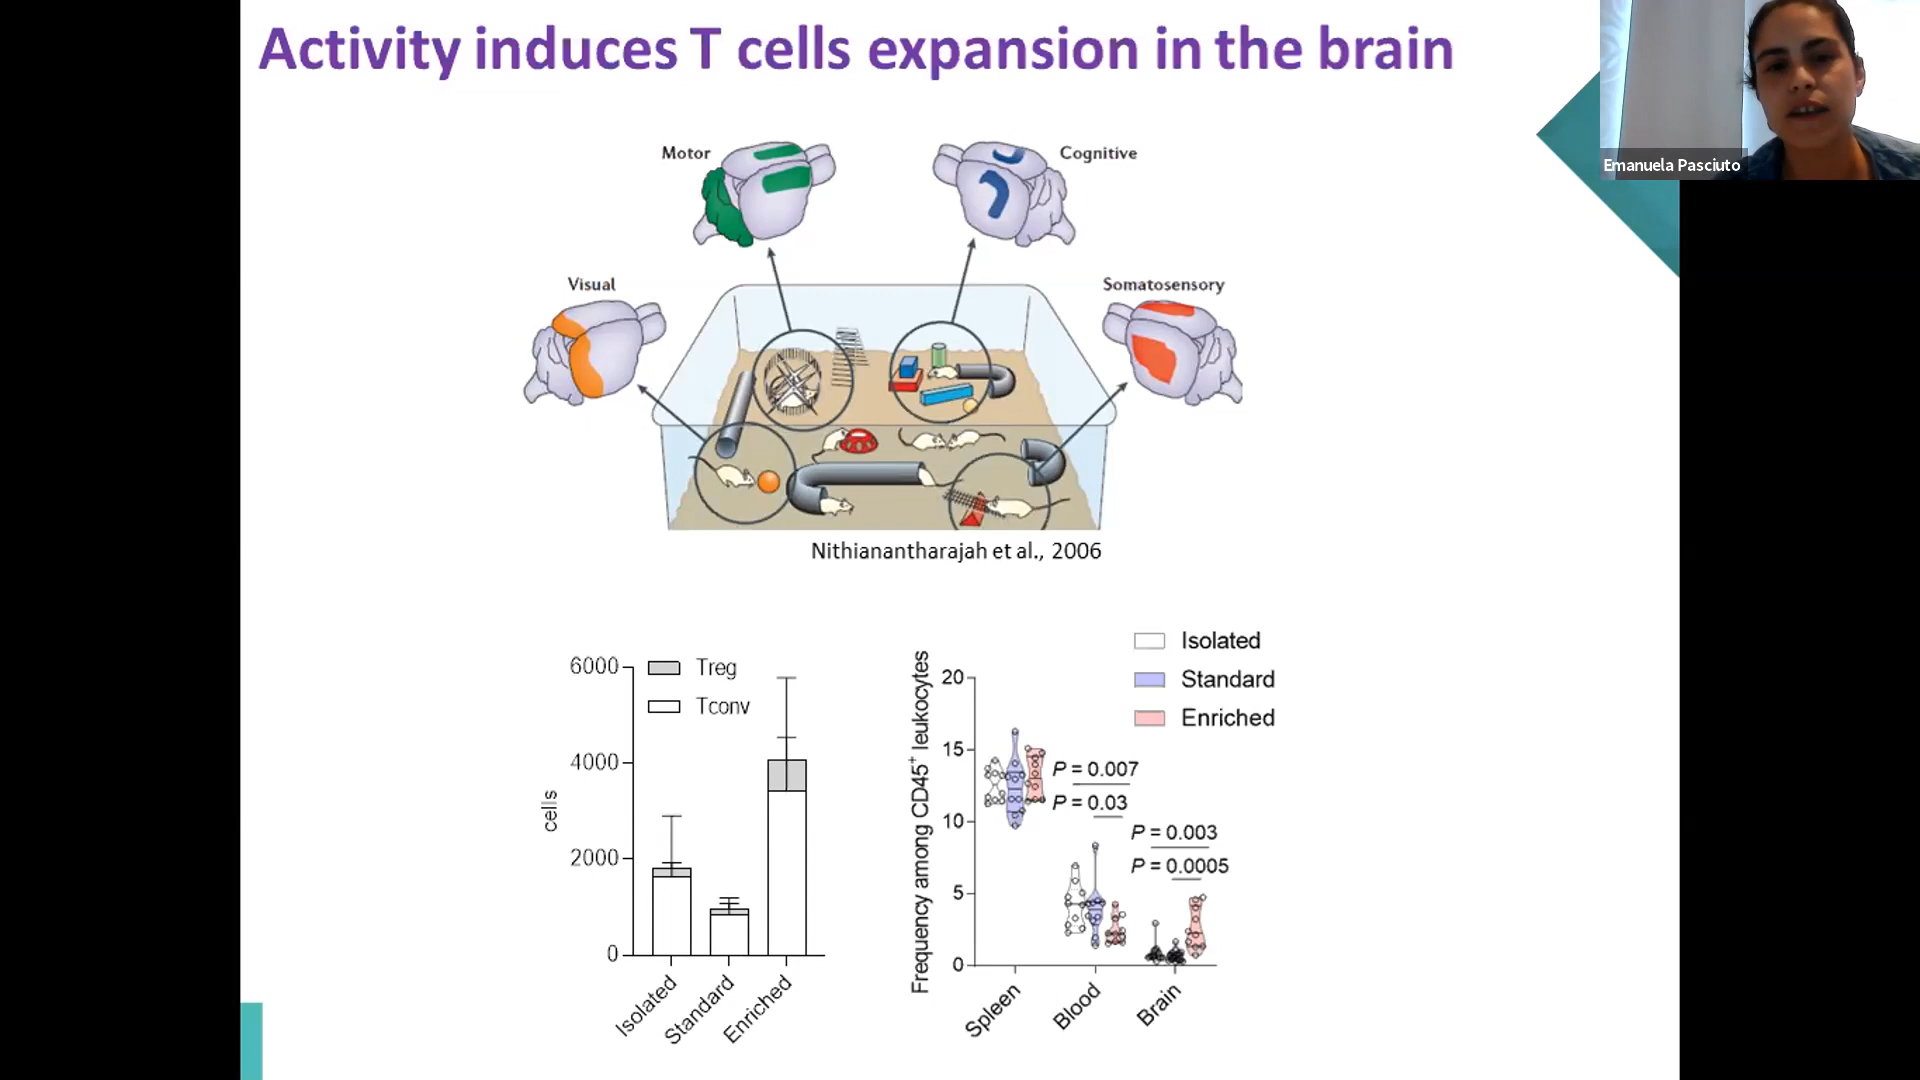 Activity induces T cells expansion in the brain
Emanuela Pasciuto
Motor
Cognitive
Visual
Somatosensory
Nithianantharajah et al., 2006
6000
4000
2000
0
cells
Treg
Tconv
Isolated
Standard
Enriched
Frequency among CD45+ leukocytes
20
15
10
5
0
Isolated
Standard
Enriched
P = 0.007
P = 0.03
P = 0.003
P = 0.0005
Spleen
Blood
Brain